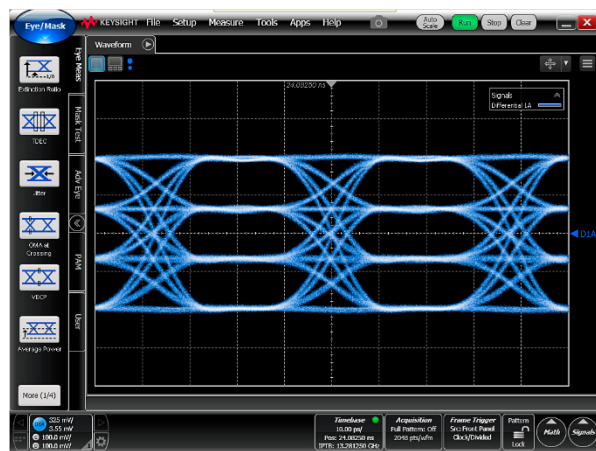 Eye/Mask
KEYSIGHT File Setup Measure Tools Apps Help
Auto Scale
Run
Stop
Clear
Waveform
Eye Meas
Mask Test
Adv Eye
PAM
User
Extinction Ratio
TDEC
Jitter
OMA at
Crossing
VECP
Average Power
More (1/4)
24.08250 ns
Signals
Differential 1A
D1A
325 mV/
3.55 mV
100.0 mV/
100.0 mV/
Timebase
10.00 ps/
Pos: 24.08250 ns
IPTB: 13.281250 GHz
Acquisition
Full Pattern: Off
2048 pts/wfm
Frame Trigger
Src: Front Panel
Clock/Divided
Pattern
Lock
Math
Signals